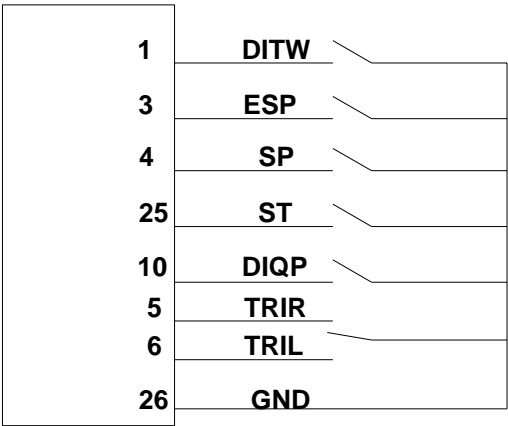 1 DITW
3 ESP
4 SP
25 ST
10 DIQP
5 TRIR
6 TRIL
26 GND